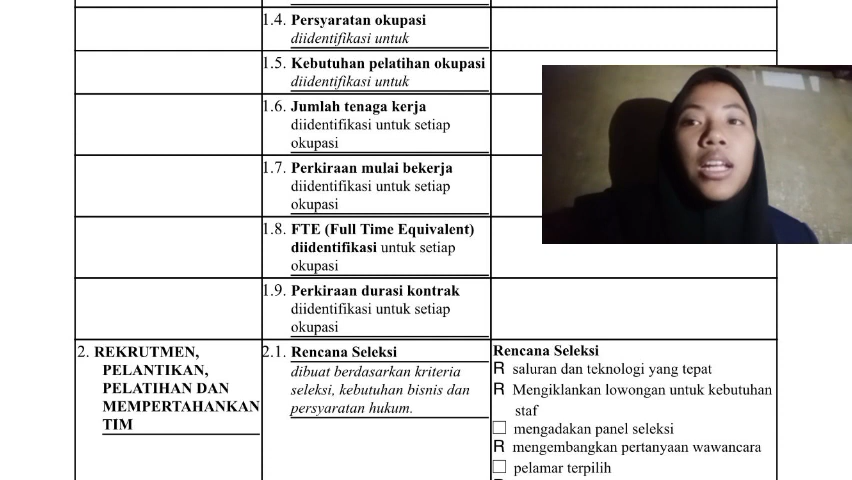 1.4. Persyaratan okupasi
diidentifikasi untuk
1.5. Kebutuhan pelatihan okupasi
diidentifikasi untuk
1.6. Jumlah tenaga kerja
diidentifikasi untuk setiap
okupasi
1.7. Perkiraan mulai bekerja
diidentifikasi untuk setiap
okupasi
1.8. FTE (Full Time Equivalent)
diidentifikasi untuk setiap
okupasi
1.9. Perkiraan durasi kontrak
diidentifikasi untuk setiap
okupasi
2. REKRUTMEN,
PELANTIKAN,
PELATIHAN DAN
MEMPERTAHANKAN
TIM
2.1. Rencana Seleksi
dibuat berdasarkan kriteria
seleksi, kebutuhan bisnis dan
persyaratan hukum.
Rencana Seleksi
R saluran dan teknologi yang tepat
R Mengiklankan lowongan untuk kebutuhan
staf
☐ mengadakan panel seleksi
R mengembangkan pertanyaan wawancara
☐ pelamar terpilih